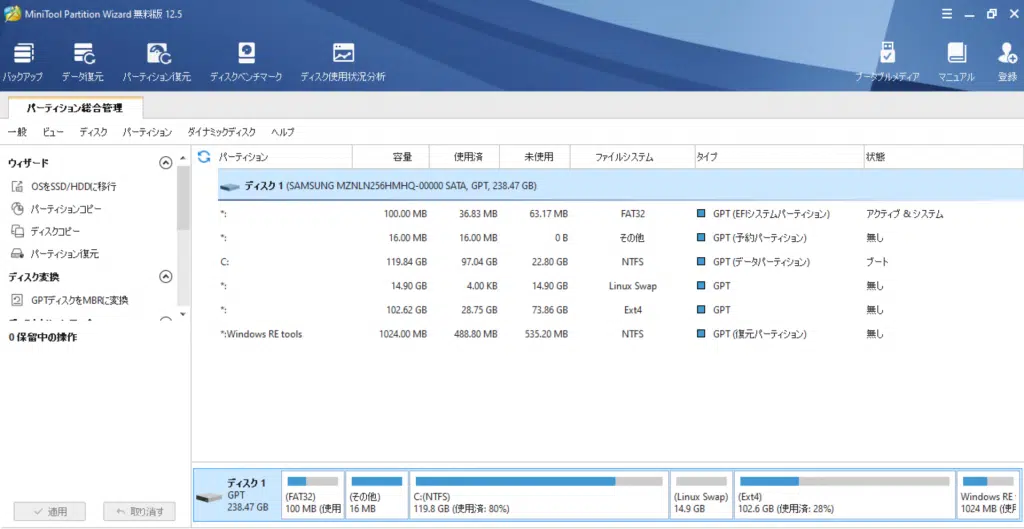 MiniTool Partition Wizard 無料版 12.5
バックアップ データ復元 パーティション復元 ディスクベンチマーク ディスク使用状況分析 ブータブルメディア マニュアル 登録
パーティション総合管理
一般 ビュー ディスク パーティション ダイナミックディスク ヘルプ
ウィザード
OSをSSD/HDDに移行
パーティションコピー
ディスクコピー
パーティション復元
ディスク変換
GPTディスクをMBRに変換
0 保留中の操作
適用 取り消す
パーティション 容量 使用済 未使用 ファイルシステム タイプ 状態
ディスク 1 (SAMSUNG MZNLN256HMHQ-00000 SATA, GPT, 238.47 GB)
*: 100.00 MB 36.83 MB 63.17 MB FAT32 GPT (EFIシステムパーティション) アクティブ & システム
*: 16.00 MB 16.00 MB 0 B その他 GPT (予約パーティション) 無し
C: 119.84 GB 97.04 GB 22.80 GB NTFS GPT (データパーティション) ブート
*: 14.90 GB 4.00 KB 14.90 GB Linux Swap GPT 無し
*: 102.62 GB 28.75 GB 73.86 GB Ext4 GPT 無し
*:Windows RE tools 1024.00 MB 488.80 MB 535.20 MB NTFS GPT (復元パーティション) 無し
ディスク 1
GPT
238.47 GB
(FAT32)
100 MB (使用
(その他)
16 MB
C:(NTFS)
119.8 GB (使用済: 80%)
(Linux Swap)
14.9 GB
(Ext4)
102.6 GB (使用済: 28%)
Windows RE
1024 MB (使用